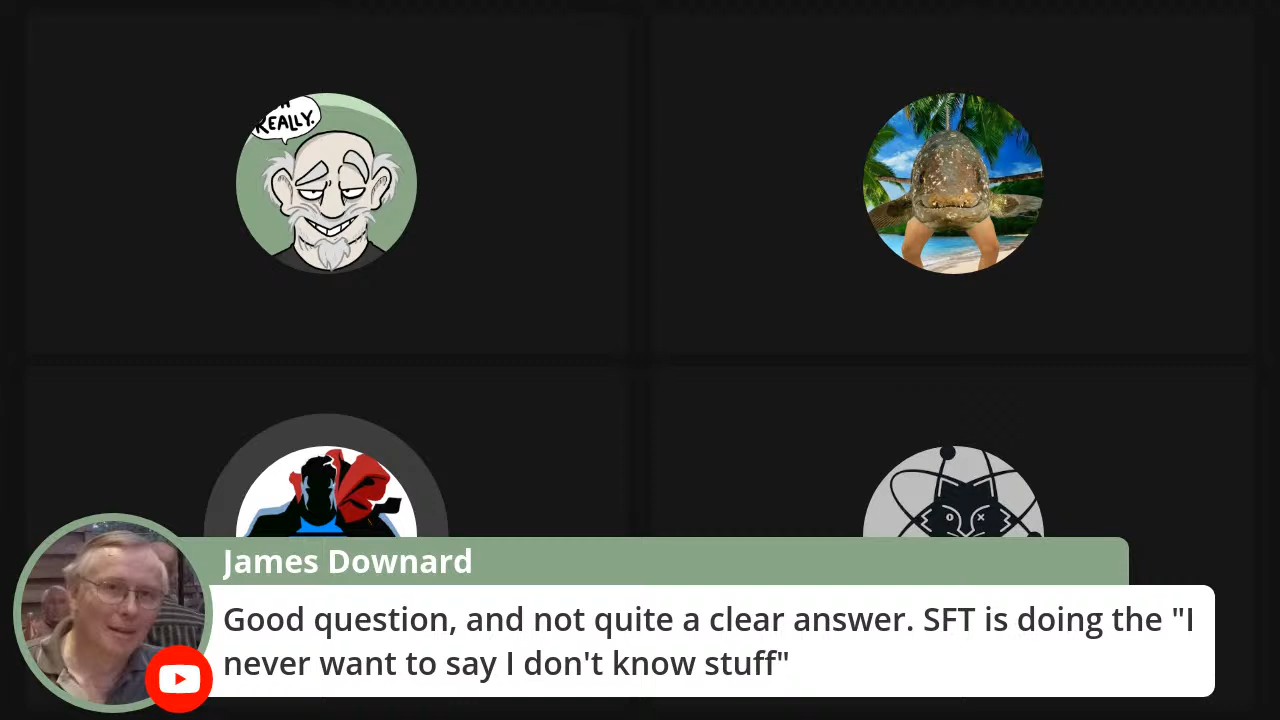 REALLY.
James Downard
Good question, and not quite a clear answer. SFT is doing the "I
never want to say I don't know stuff"